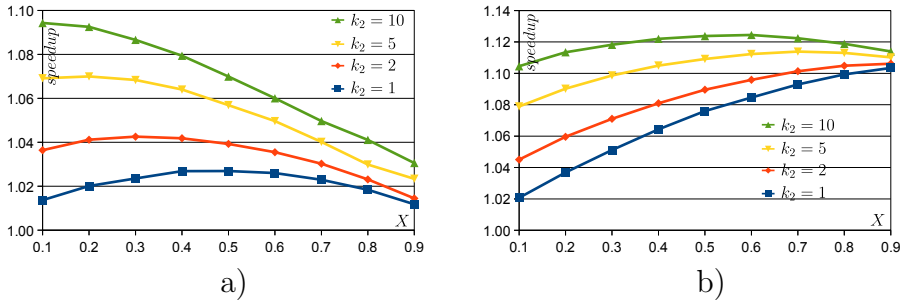 1.10
1.08
1.06
1.04
1.02
1.00
speedup
k₂ = 10
k₂ = 5
k₂ = 2
k₂ = 1
X
0.1 0.2 0.3 0.4 0.5 0.6 0.7 0.8 0.9
a)
1.14
1.12
1.10
1.08
1.06
1.04
1.02
1.00
speedup
k₂ = 10
k₂ = 5
k₂ = 2
k₂ = 1
X
0.1 0.2 0.3 0.4 0.5 0.6 0.7 0.8 0.9
b)